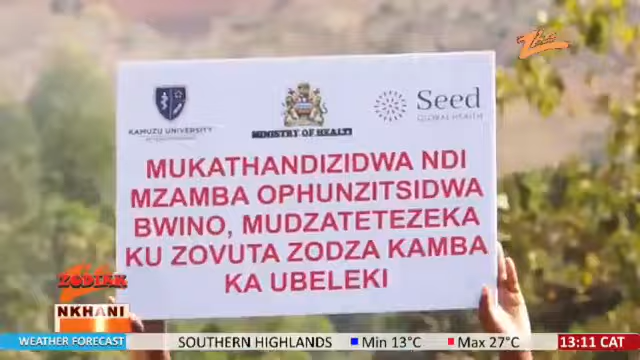 Zodiak
KAMUZU UNIVERSITY
MINISTRY OF HEALTH
Seed
GLOBAL HEALTH
MUKATHANDIZIDWA NDI
MZAMBA OPHUNZITSIDWA
BWINO, MUDZATETEZEKA
KU ZOVUTA ZODZA KAMBA
KA UBELEKI
ZODIAK
NKHANI
WEATHER FORECAST
SOUTHERN HIGHLANDS
Min 13°C
Max 27°C
13:11 CAT